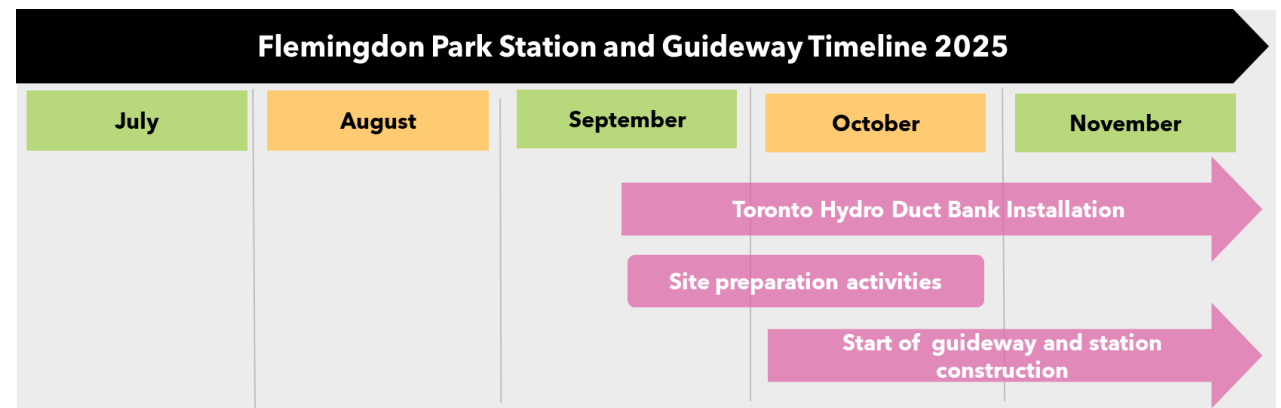 Flemingdon Park Station and Guideway Timeline 2025
July
August
September
October
November
Toronto Hydro Duct Bank Installation
Site preparation activities
Start of guideway and station
construction